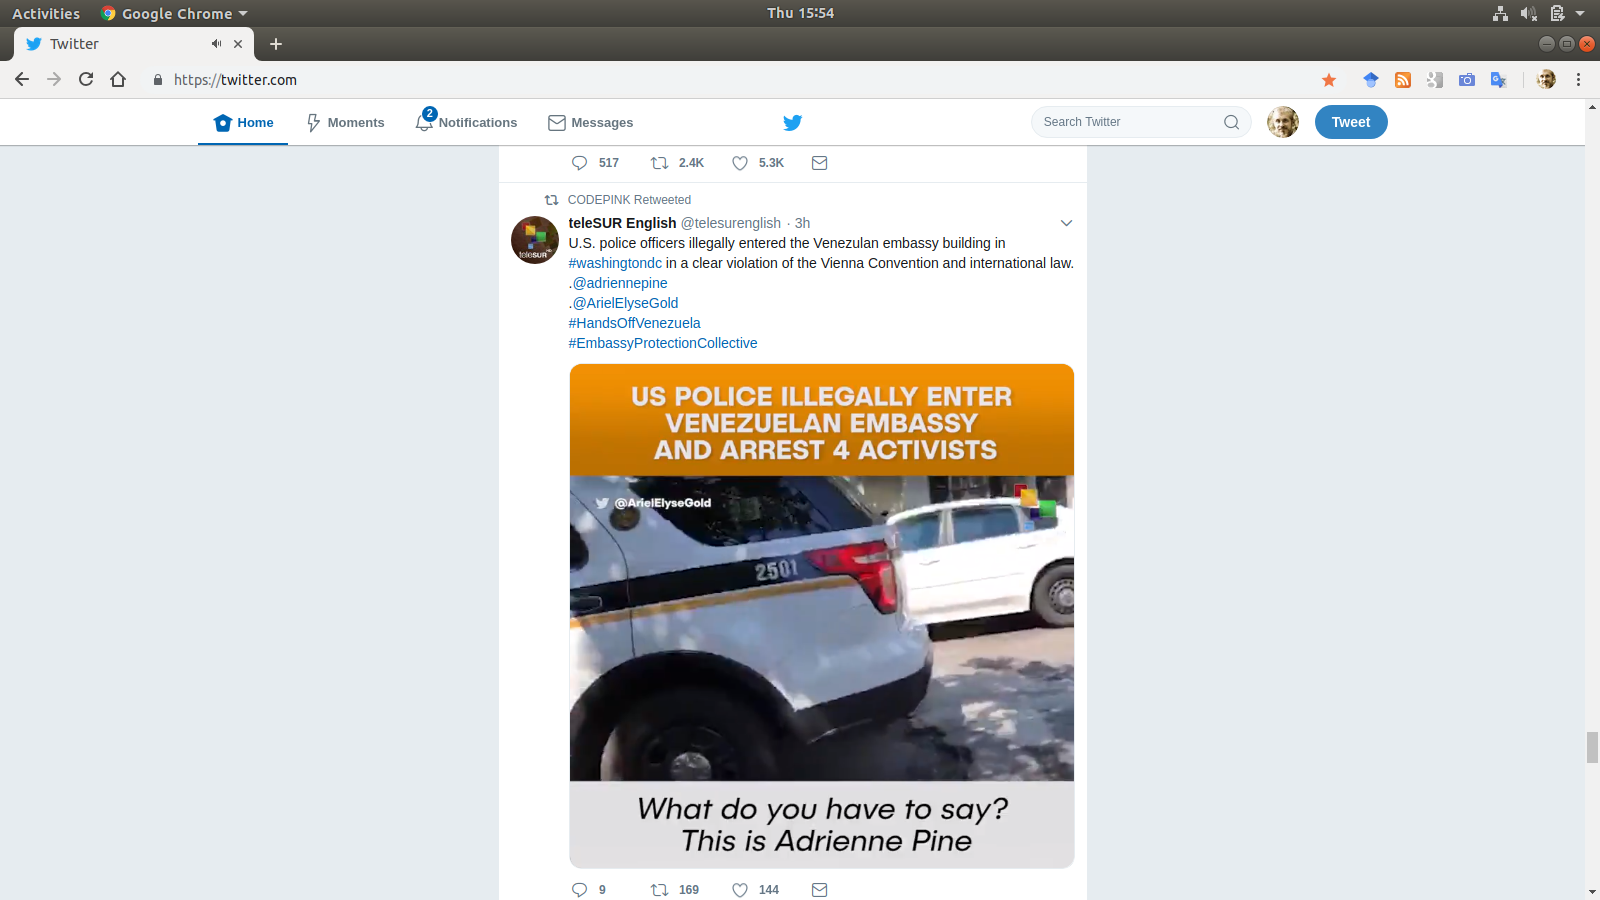 Activities Google Chrome Thu 15:54
Twitter
https://twitter.com
Home Moments 2 Notifications Messages Search Twitter Tweet
517 2.4K 5.3K
CODEPINK Retweeted
teleSUR English @telesurenglish · 3h
U.S. police officers illegally entered the Venezulan embassy building in
#washingtondc in a clear violation of the Vienna Convention and international law.
.@adriennepine
.@ArielElyseGold
#HandsOffVenezuela
#EmbassyProtectionCollective
teleSUR HD
US POLICE ILLEGALLY ENTER
VENEZUELAN EMBASSY
AND ARREST 4 ACTIVISTS
@ArielElyseGold
2501
What do you have to say?
This is Adrienne Pine
9 169 144